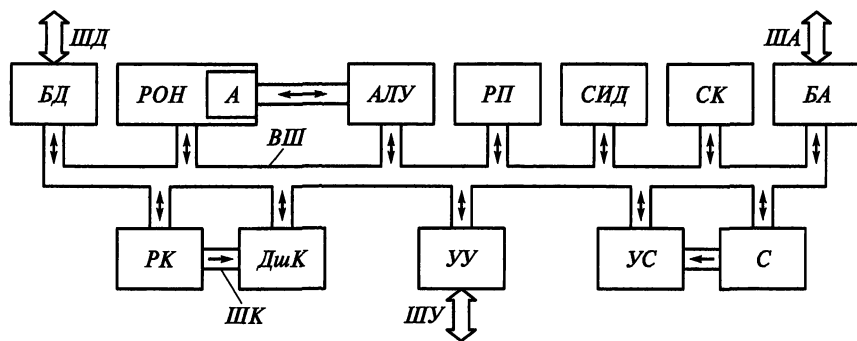 ШД
ША
БД
РОН
А
АЛУ
РП
СИД
СК
БА
ВШ
РК
ДшК
УУ
УС
С
ШК
ШУ